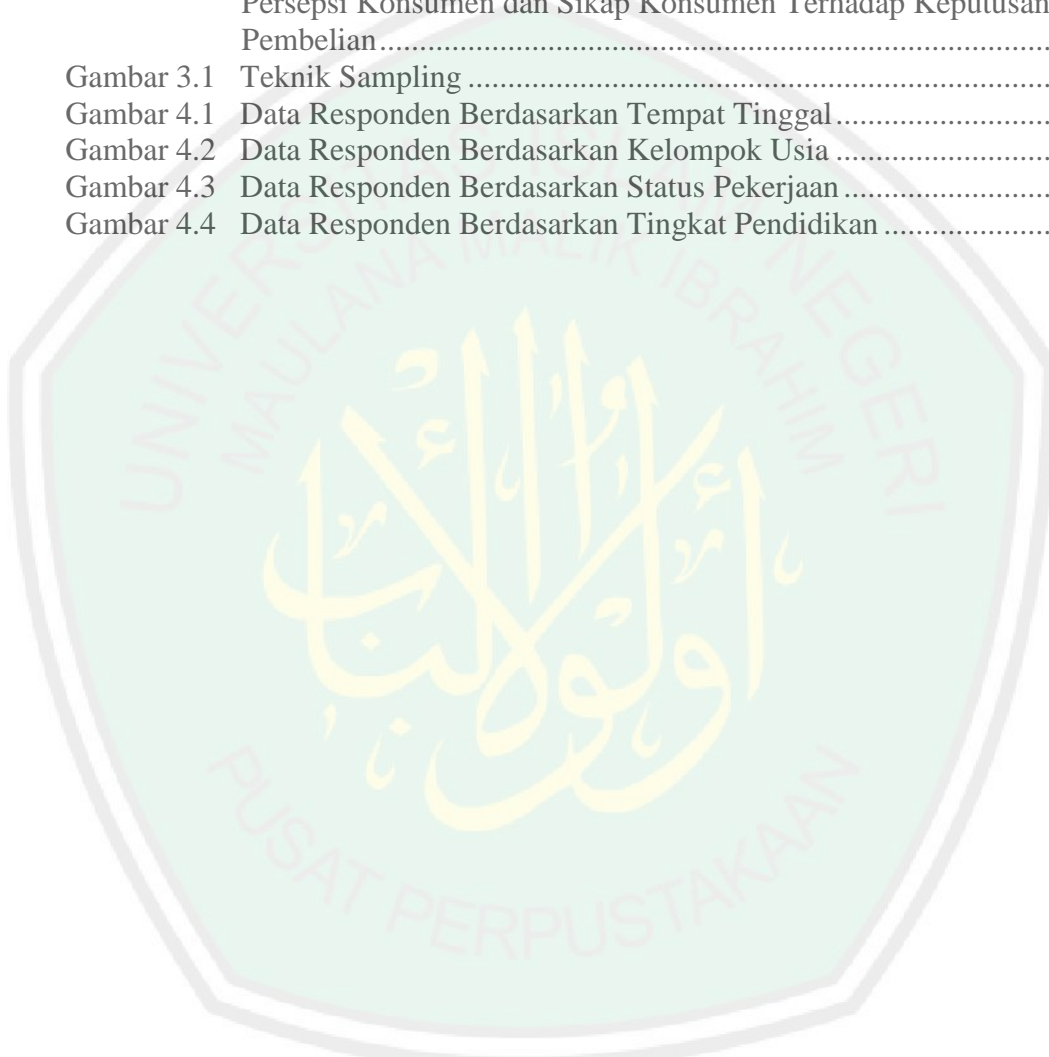 Persepsi Konsumen dan Sikap Konsumen Terhadap Keputusan
Pembelian.......................................................................................................
Gambar 3.1 Teknik Sampling.......................................................................................
Gambar 4.1 Data Responden Berdasarkan Tempat Tinggal................................
Gambar 4.2 Data Responden Berdasarkan Kelompok Usia................................
Gambar 4.3 Data Responden Berdasarkan Status Pekerjaan..............................
Gambar 4.4 Data Responden Berdasarkan Tingkat Pendidikan........................
UNIVERSITAS ISLAM NEGERI
MAULANA MALIK IBRAHIM
أولوا الألباب
PUSAT PERPUSTAKAAN